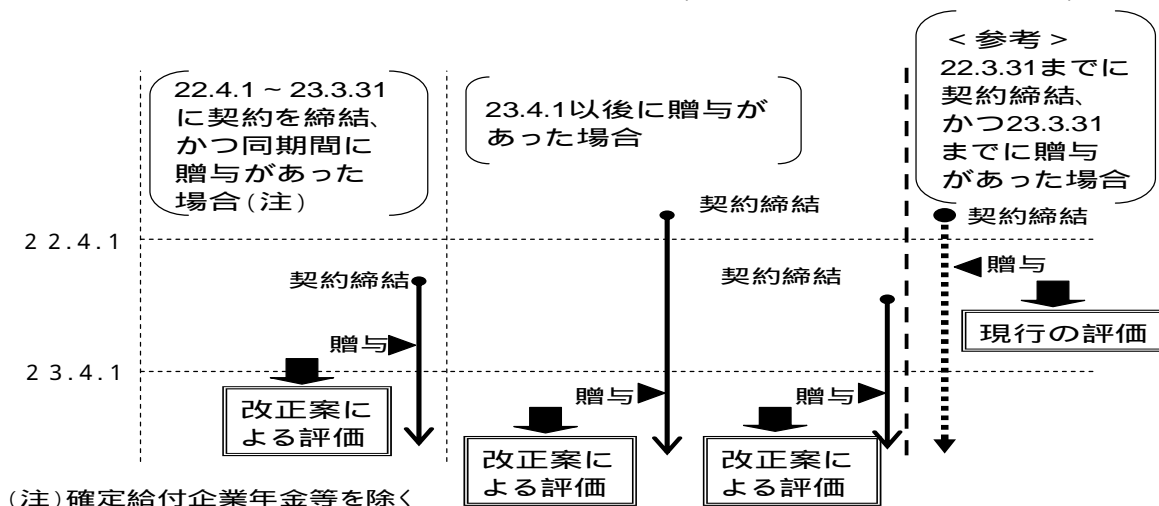 22.4.1 ~ 23.3.31
に契約を締結、
かつ同期間に
贈与があった
場合(注)
23.4.1以後に贈与が
あった場合
<参考>
22.3.31までに
契約締結、
かつ23.3.31
までに贈与
があった場合
契約締結
契約締結
22.4.1
贈与
契約締結
契約締結
現行の評価
贈与
23.4.1
贈与
贈与
改正案に
よる評価
改正案に
よる評価
改正案に
よる評価
(注)確定給付企業年金等を除く